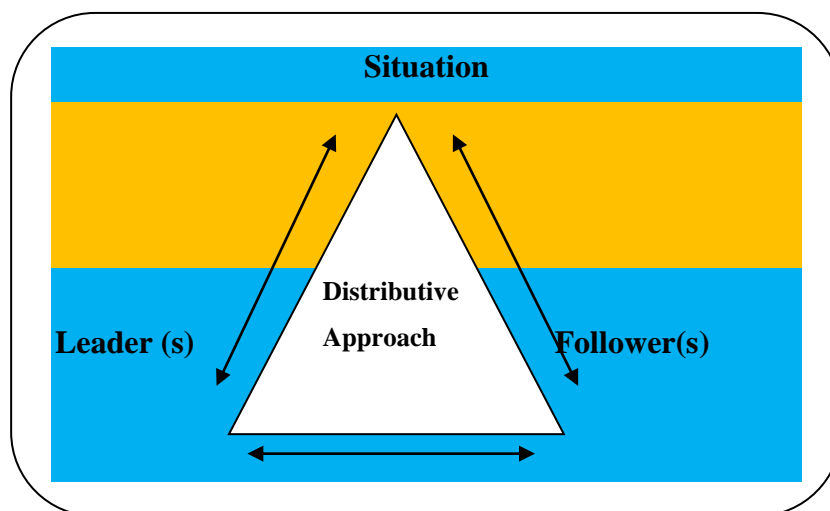 Situation
Distributive
Approach
Leader (s)
Follower(s)